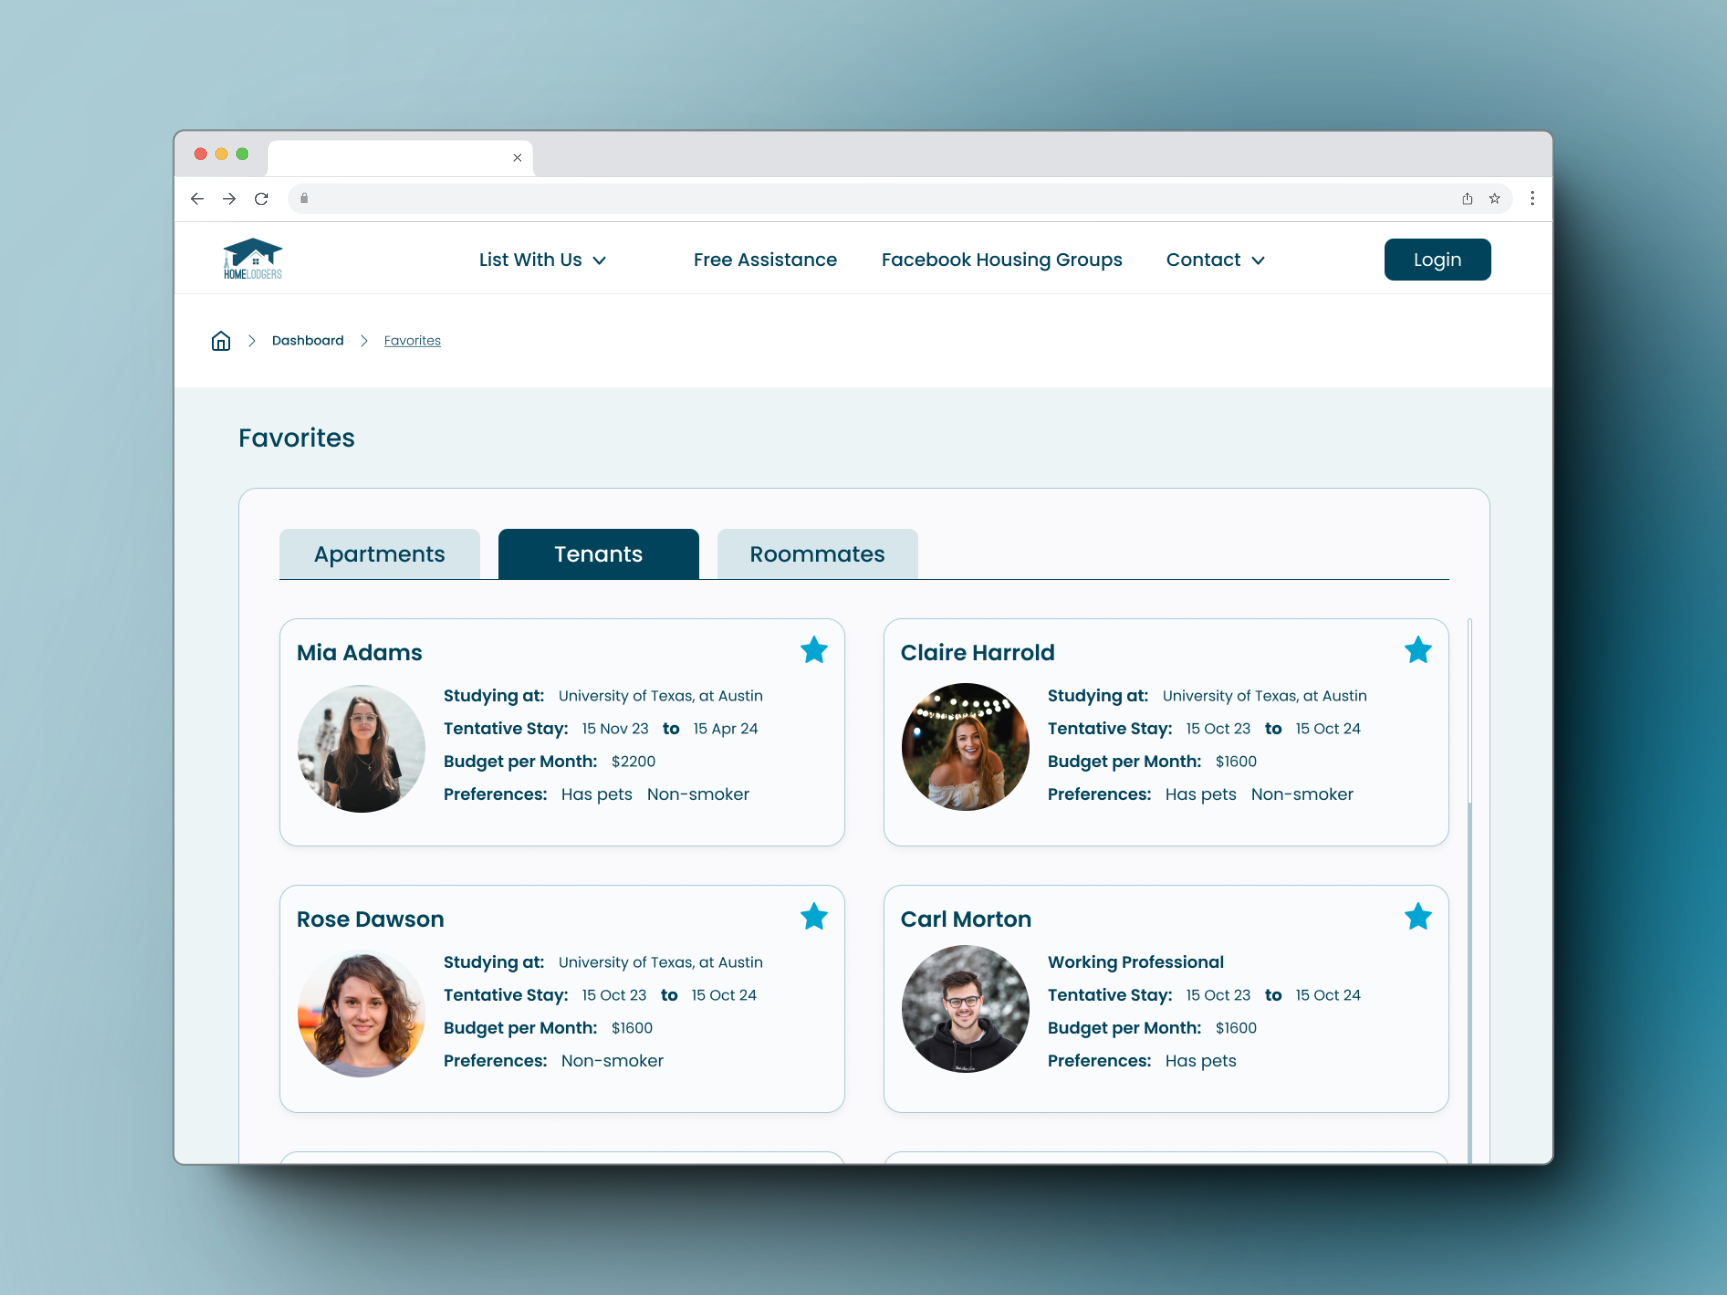 HOMELODGERS
List With Us
Free Assistance
Facebook Housing Groups
Contact
Login
Dashboard
Favorites
Favorites
Apartments
Tenants
Roommates
Mia Adams
Studying at: University of Texas, at Austin
Tentative Stay: 15 Nov 23 to 15 Apr 24
Budget per Month: $2200
Preferences: Has pets Non-smoker
Claire Harrold
Studying at: University of Texas, at Austin
Tentative Stay: 15 Oct 23 to 15 Oct 24
Budget per Month: $1600
Preferences: Has pets Non-smoker
Rose Dawson
Studying at: University of Texas, at Austin
Tentative Stay: 15 Oct 23 to 15 Oct 24
Budget per Month: $1600
Preferences: Non-smoker
Carl Morton
Working Professional
Tentative Stay: 15 Oct 23 to 15 Oct 24
Budget per Month: $1600
Preferences: Has pets